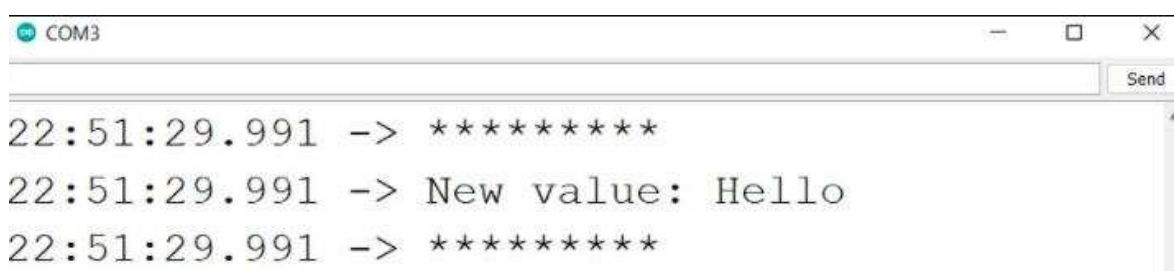 COM3
Send
22:51:29.991 -> *********
22:51:29.991 -> New value: Hello
22:51:29.991 -> *********